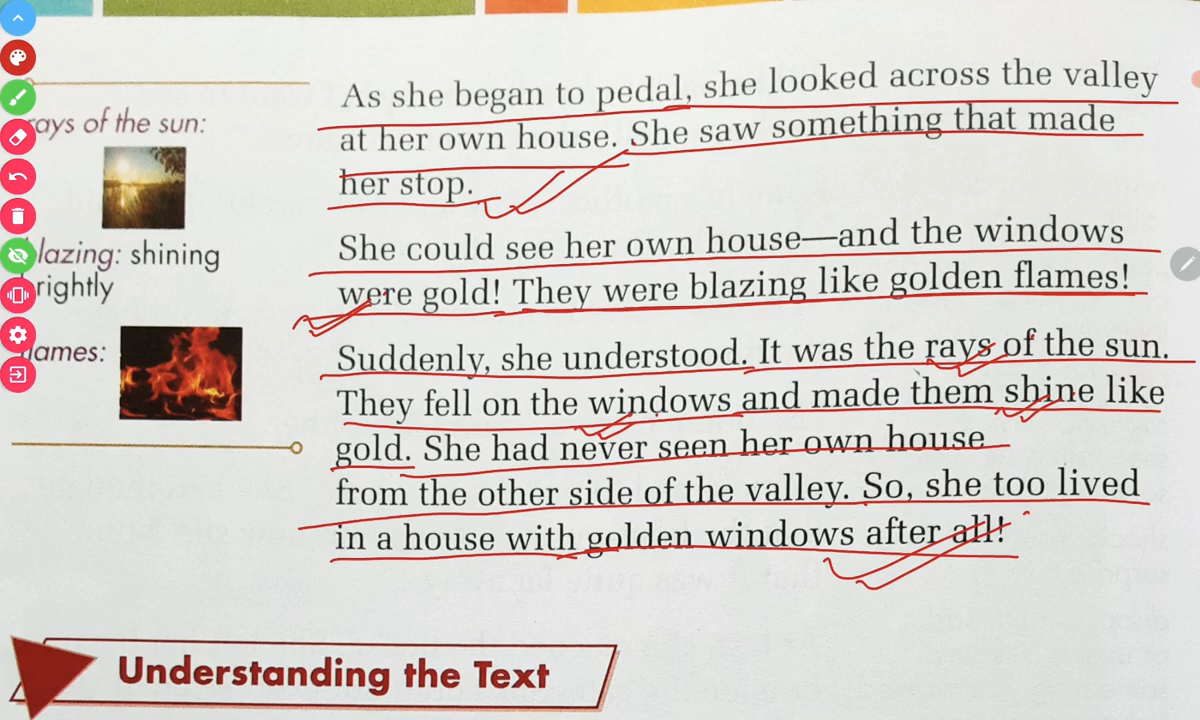 rays of the sun:
blazing: shining
brightly
flames:
As she began to pedal, she looked across the valley
at her own house. She saw something that made
her stop.
She could see her own house—and the windows
were gold! They were blazing like golden flames!
Suddenly, she understood. It was the rays of the sun.
They fell on the windows and made them shine like
gold. She had never seen her own house
from the other side of the valley. So, she too lived
in a house with golden windows after all!
Understanding the Text